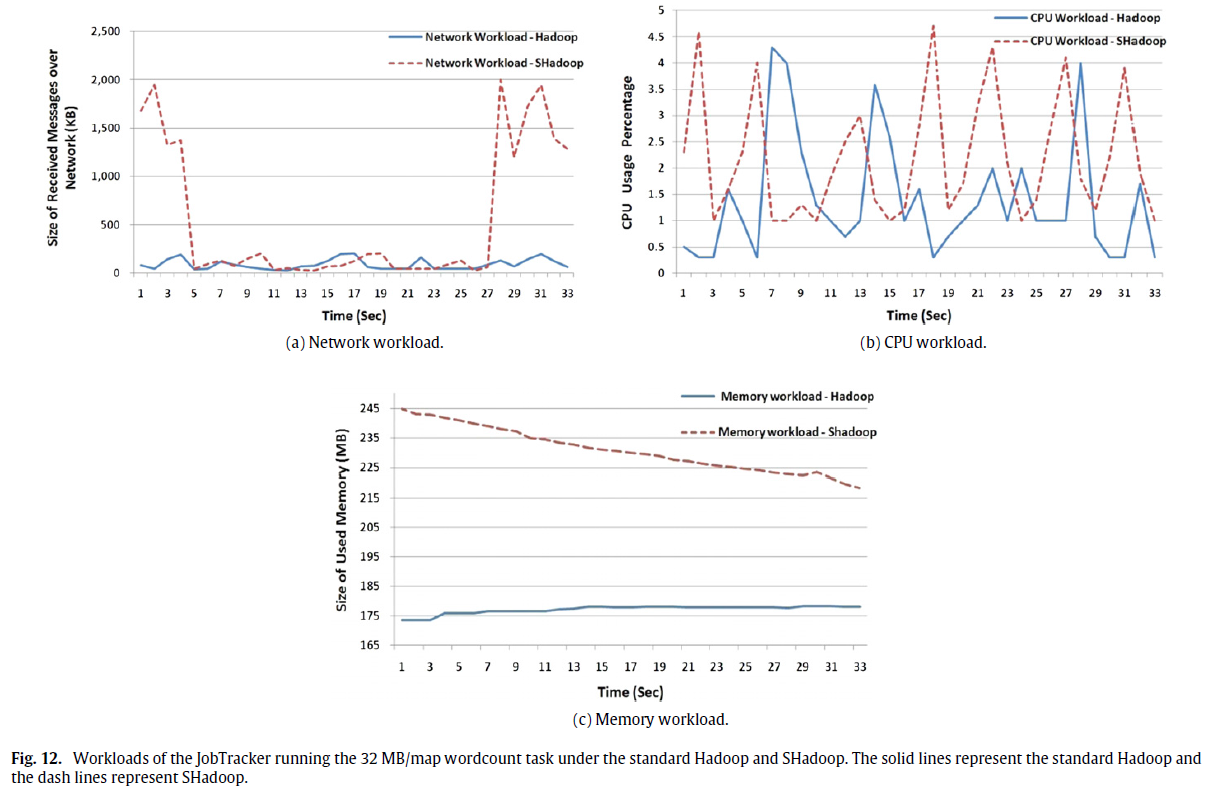 Size of Received Messages over
Network (KB)
2,500
2,000
1,500
1,000
500
0
Network Workload - Hadoop
Network Workload - SHadoop
1 3 5 7 9 11 13 15 17 19 21 23 25 27 29 31 33
Time (Sec)
(a) Network workload.
CPU Usage Percentage
5
4.5
4
3.5
3
2.5
2
1.5
1
0.5
0
CPU Workload - Hadoop
CPU Workload - SHadoop
1 3 5 7 9 11 13 15 17 19 21 23 25 27 29 31 33
Time (Sec)
(b) CPU workload.
Size of Used Memory (MB)
245
235
225
215
205
195
185
175
165
Memory workload - Hadoop
Memory workload - Shadoop
1 3 5 7 9 11 13 15 17 19 21 23 25 27 29 31 33
Time (Sec)
(c) Memory workload.
Fig. 12. Workloads of the JobTracker running the 32 MB/map wordcount task under the standard Hadoop and SHadoop. The solid lines represent the standard Hadoop and
the dash lines represent SHadoop.